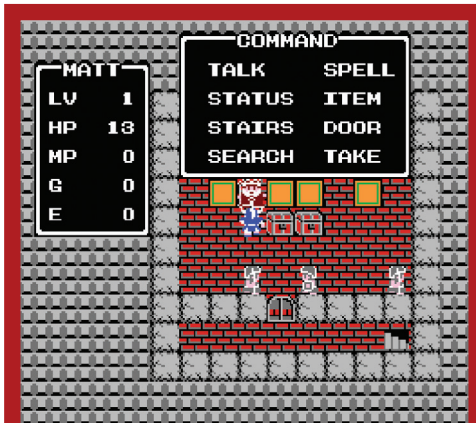 COMMAND
TALK SPELL
STATUS ITEM
STAIRS DOOR
SEARCH TAKE
MATT
LV 1
HP 13
MP 0
G 0
E 0